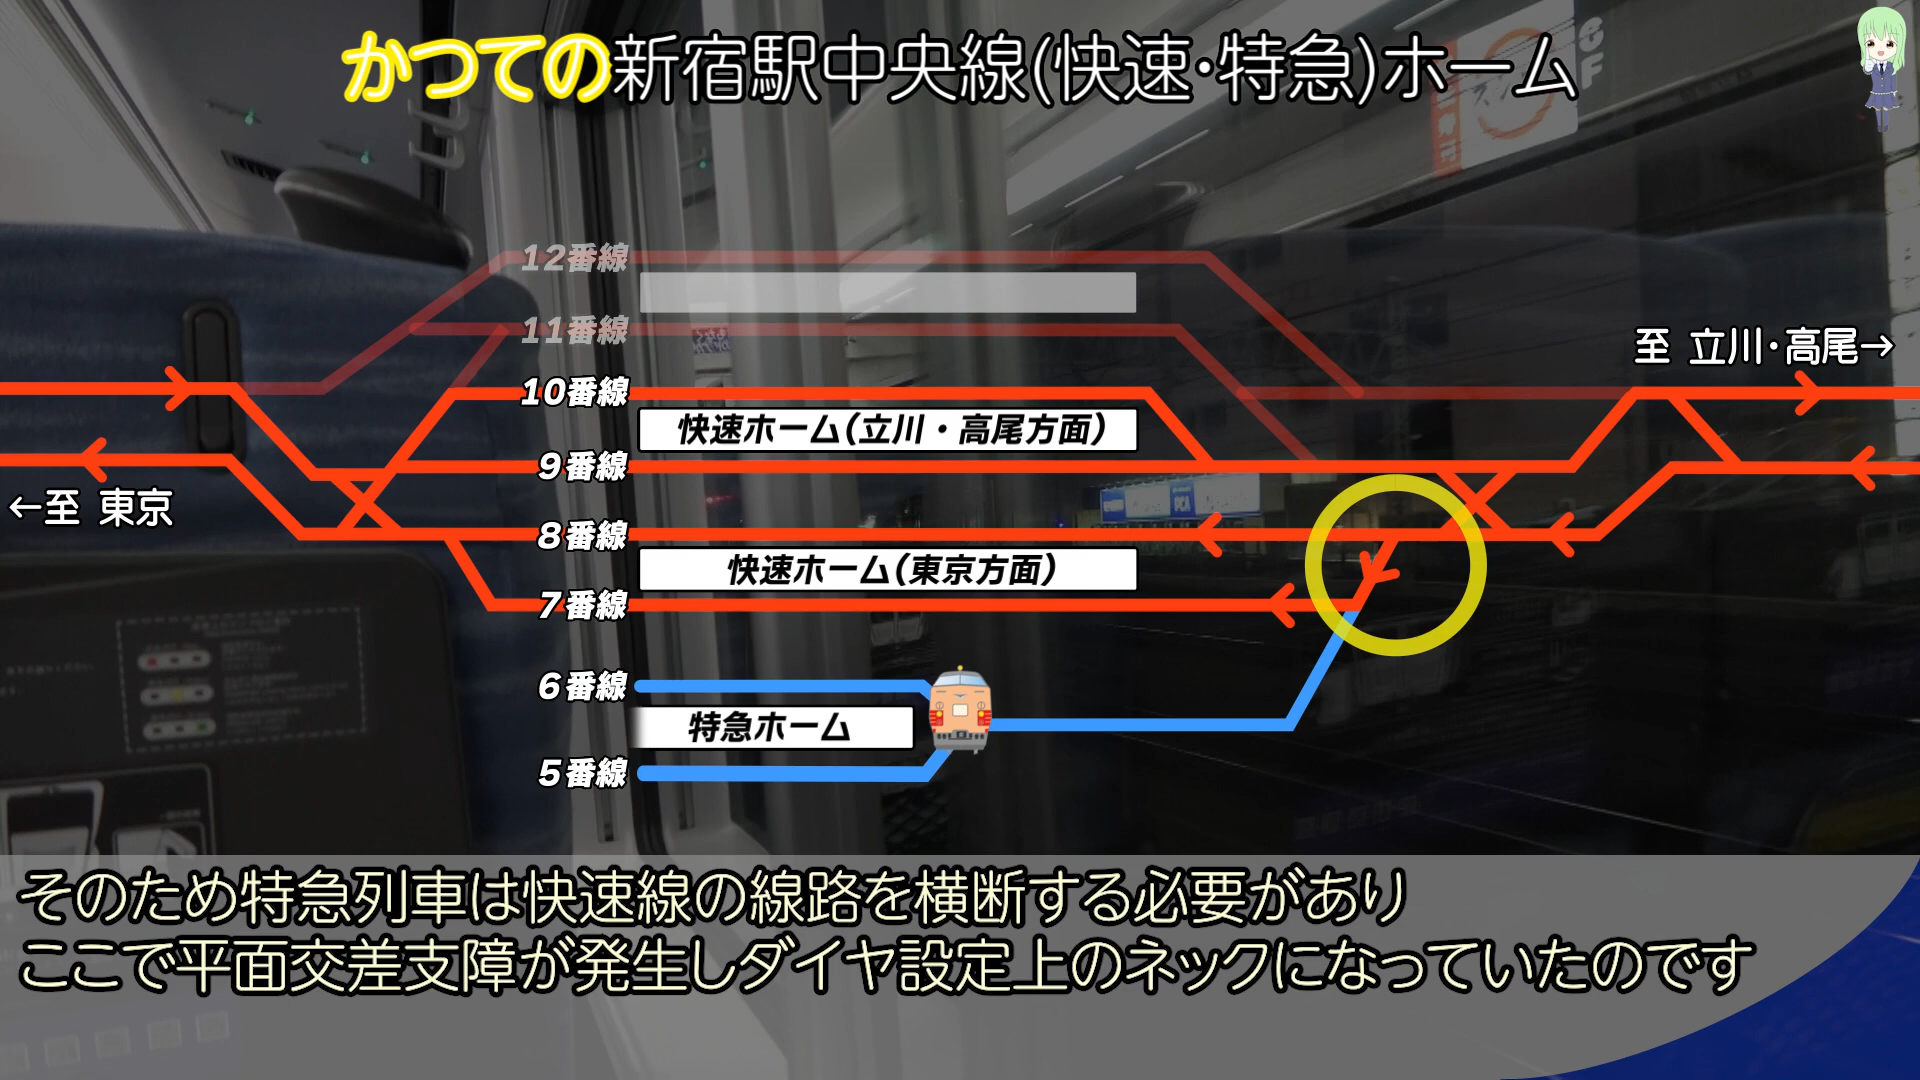 かつての新宿駅中央線(快速・特急)ホーム
12番線
11番線
至 立川・高尾→
10番線
快速ホーム(立川・高尾方面)
9番線
←至 東京
8番線
快速ホーム(東京方面)
7番線
6番線
特急ホーム
5番線
そのため特急列車は快速線の線路を横断する必要があり
ここで平面交差支障が発生しダイヤ設定上のネックになっていたのです